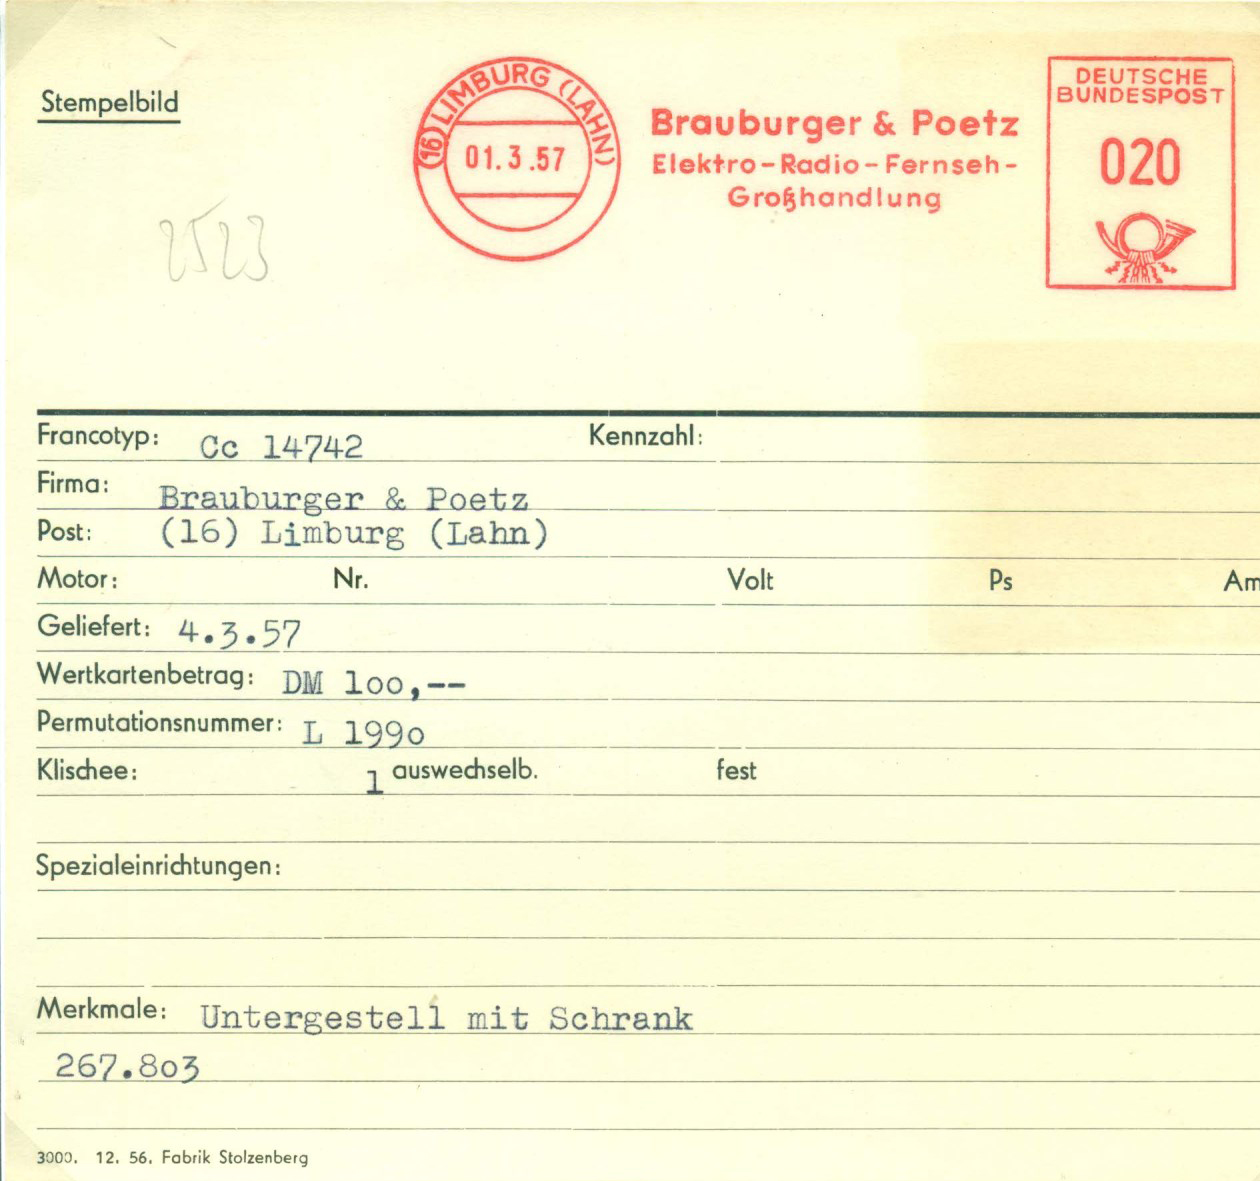 Stempelbild
(16) LIMBURG (LAHN)
01.3.57
Brauburger & Poetz
Elektro-Radio-Fernseh-
Großhandlung
DEUTSCHE
BUNDESPOST
020
2523
Francotyp: Cc 14742 Kennzahl:
Firma: Brauburger & Poetz
Post: (16) Limburg (Lahn)
Motor: Nr. Volt Ps Am
Geliefert: 4.3.57
Wertkartenbetrag: DM loo,--
Permutationsnummer: L 199o
Klischee: 1 auswechselb. fest
Spezialeinrichtungen:
Merkmale: Untergestell mit Schrank
267.8o3
3000. 12. 56. Fabrik Stolzenberg